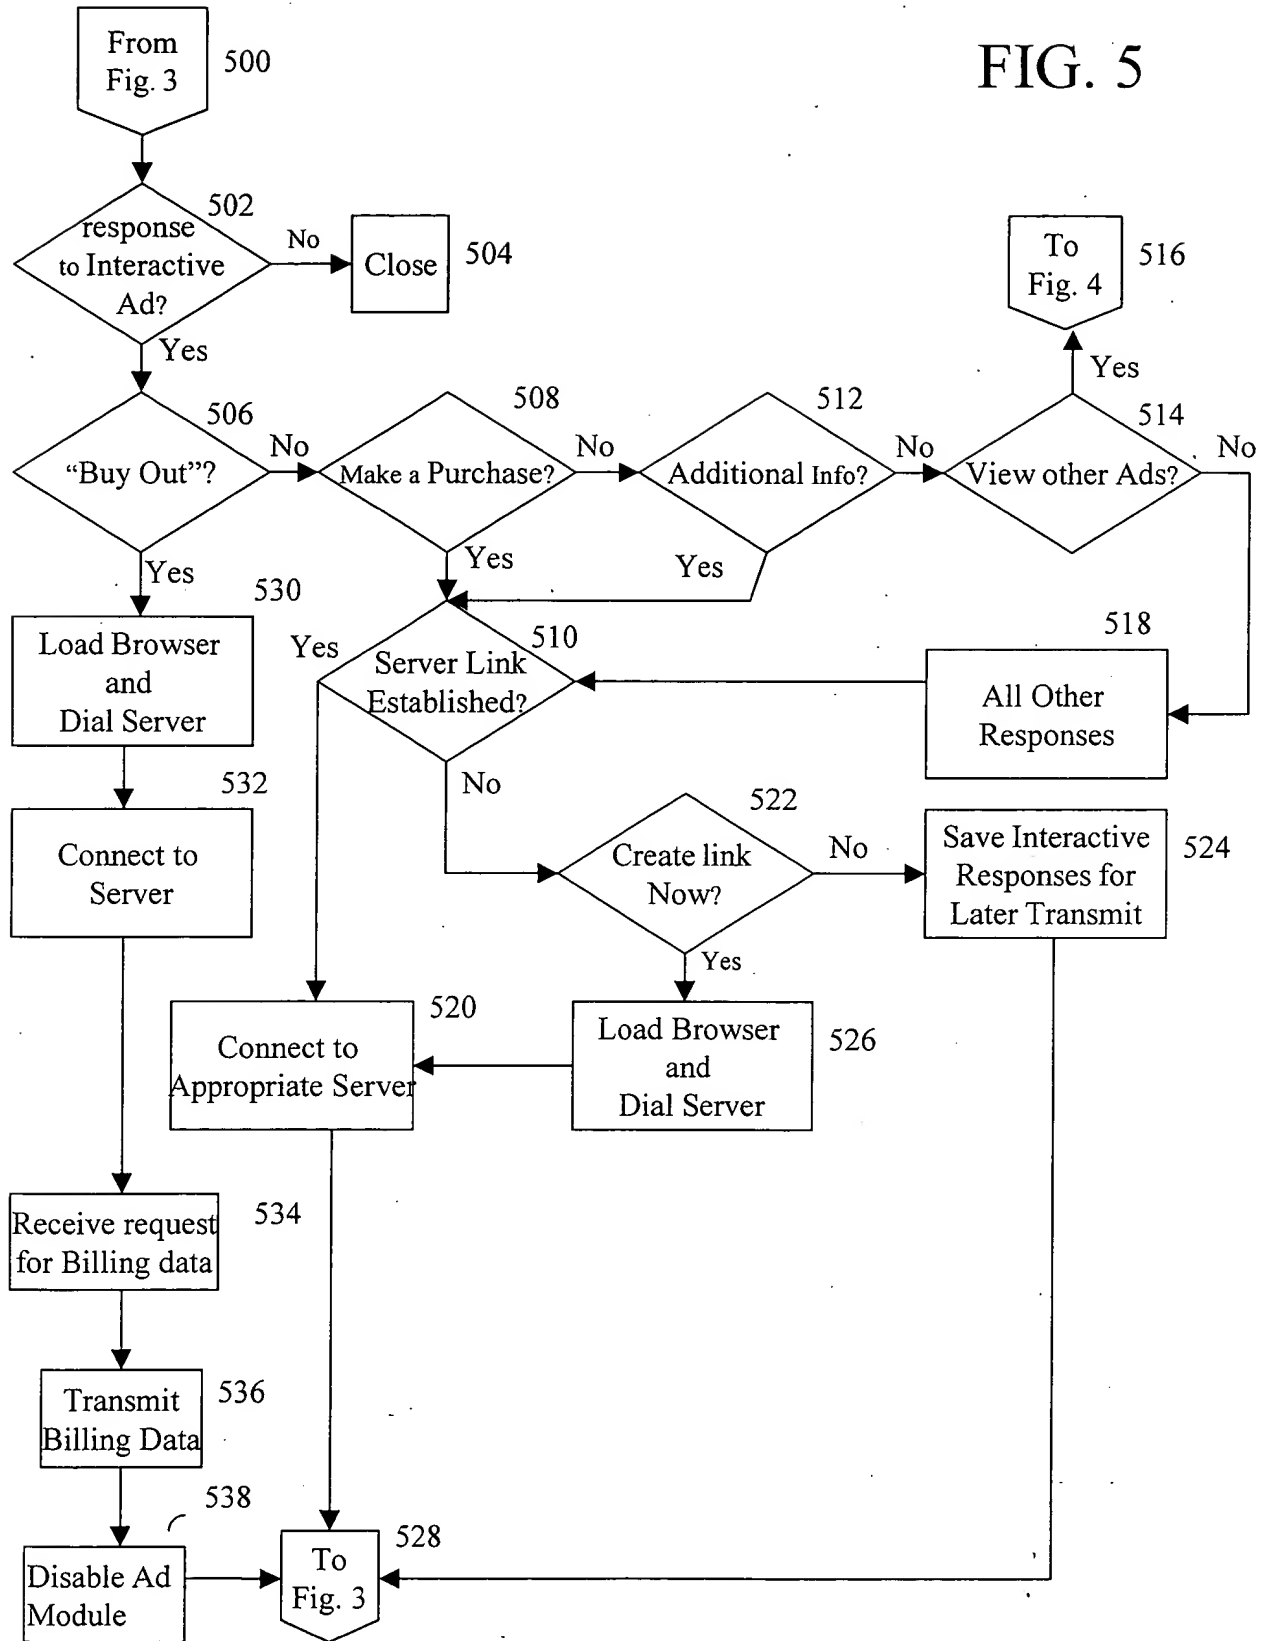 From
Fig. 3
500
FIG. 5
502
response
to Interactive
Ad?
No
Close
504
To
Fig. 4
516
Yes
Yes
506
"Buy Out"?
No
508
Make a Purchase?
No
512
Additional Info?
No
514
View other Ads?
No
Yes
530
Load Browser
and
Dial Server
Yes
Yes
Yes
510
Server Link
Established?
No
518
All Other
Responses
532
Connect to
Server
522
Create link
Now?
No
Save Interactive
Responses for
Later Transmit
524
Yes
520
Connect to
Appropriate Server
Load Browser
and
Dial Server
526
Receive request
for Billing data
534
Transmit
Billing Data
536
538
Disable Ad
Module
To
Fig. 3
528